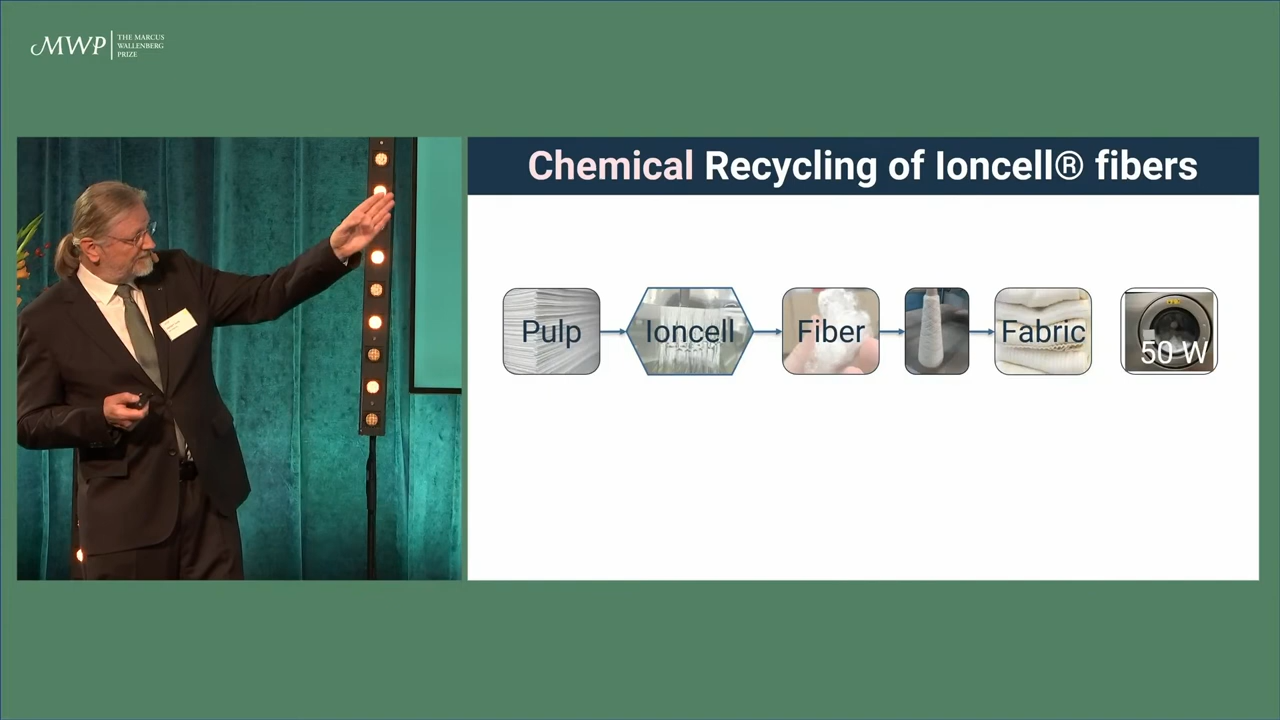 MWP
THE MARCUS
WALLENBERG
PRIZE
Chemical Recycling of Ioncell® fibers
Pulp
Ioncell
Fiber
Fabric
50 W